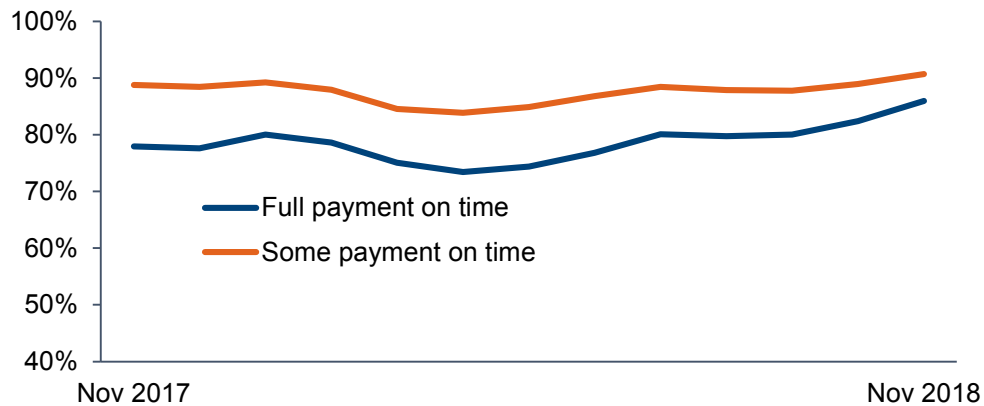 100%
90%
80%
70%
60%
50%
40%
Full payment on time
Some payment on time
Nov 2017
Nov 2018